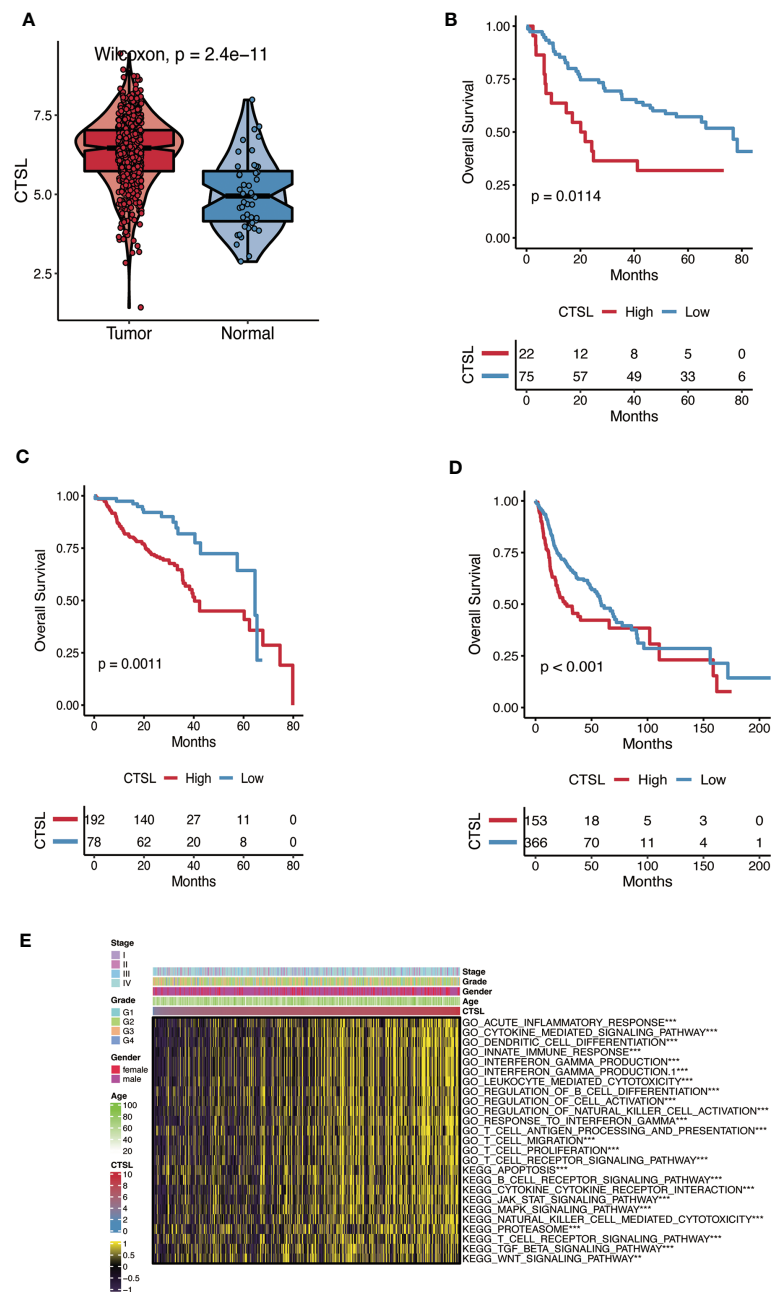 A
Wilcoxon, p = 2.4e−11
CTSL
7.5
5.0
2.5
Tumor
Normal
B
Overall Survival
1.00
0.75
0.50
0.25
0.00
p = 0.0114
0 20 40 60 80
Months
CTSL High Low
CTSL
22 12 8 5 0
75 57 49 33 6
0 20 40 60 80
Months
C
Overall Survival
1.00
0.75
0.50
0.25
0.00
p = 0.0011
0 20 40 60 80
Months
CTSL High Low
CTSL
192 140 27 11 0
78 62 20 8 0
0 20 40 60 80
Months
D
Overall Survival
1.00
0.75
0.50
0.25
0.00
p < 0.001
0 50 100 150 200
Months
CTSL High Low
CTSL
153 18 5 3 0
366 70 11 4 1
0 50 100 150 200
Months
E
Stage
I
II
III
IV
Grade
G1
G2
G3
G4
Gender
female
male
Age
100
80
60
40
20
CTSL
10
8
6
4
2
0
1
0.5
0
−0.5
−1
Stage
Grade
Gender
Age
CTSL
GO_ACUTE_INFLAMMATORY_RESPONSE***
GO_CYTOKINE_MEDIATED_SIGNALING_PATHWAY***
GO_DENDRITIC_CELL_DIFFERENTIATION***
GO_INNATE_IMMUNE_RESPONSE***
GO_INTERFERON_GAMMA_PRODUCTION***
GO_INTERFERON_GAMMA_PRODUCTION.1***
GO_LEUKOCYTE_MEDIATED_CYTOTOXICITY***
GO_REGULATION_OF_B_CELL_DIFFERENTIATION***
GO_REGULATION_OF_CELL_ACTIVATION***
GO_REGULATION_OF_NATURAL_KILLER_CELL_ACTIVATION***
GO_RESPONSE_TO_INTERFERON_GAMMA***
GO_T_CELL_ANTIGEN_PROCESSING_AND_PRESENTATION***
GO_T_CELL_MIGRATION***
GO_T_CELL_PROLIFERATION***
GO_T_CELL_RECEPTOR_SIGNALING_PATHWAY***
KEGG_APOPTOSIS***
KEGG_B_CELL_RECEPTOR_SIGNALING_PATHWAY***
KEGG_CYTOKINE_CYTOKINE_RECEPTOR_INTERACTION***
KEGG_JAK_STAT_SIGNALING_PATHWAY***
KEGG_MAPK_SIGNALING_PATHWAY***
KEGG_NATURAL_KILLER_CELL_MEDIATED_CYTOTOXICITY***
KEGG_PROTEASOME***
KEGG_T_CELL_RECEPTOR_SIGNALING_PATHWAY***
KEGG_TGF_BETA_SIGNALING_PATHWAY***
KEGG_WNT_SIGNALING_PATHWAY**